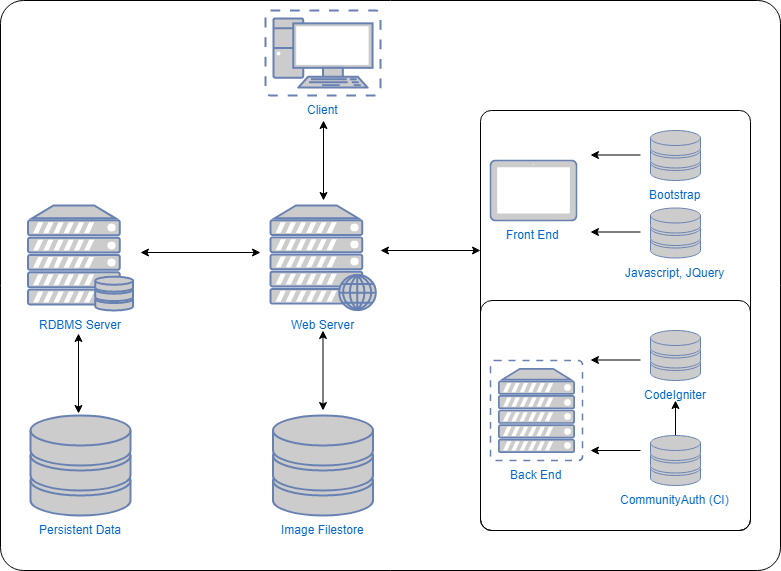 Client
Bootstrap
Front End
Javascript, JQuery
RDBMS Server
Web Server
CodeIgniter
Back End
CommunityAuth (CI)
Persistent Data
Image Filestore